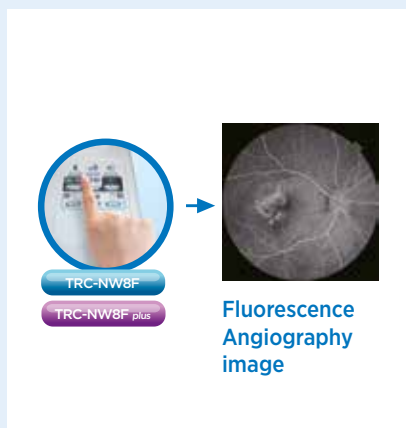 TRC-NW8F
TRC-NW8F plus
Fluorescence
Angiography
image